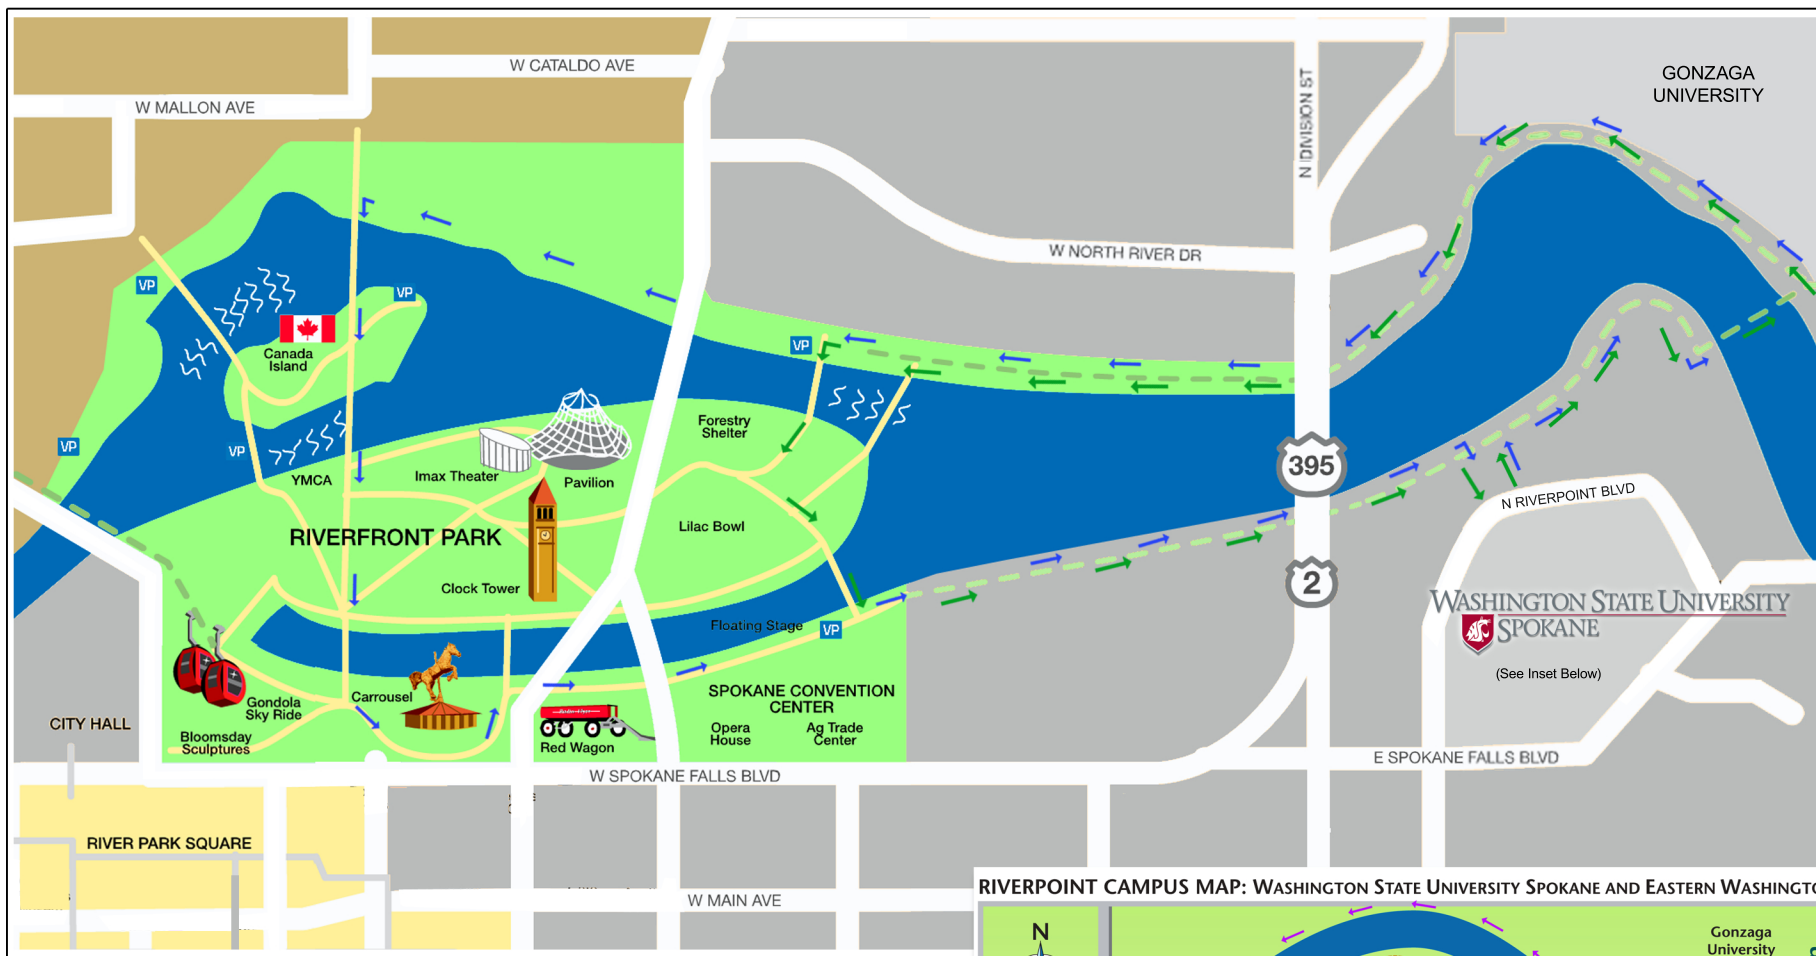 W CATALDO AVE
W MALLON AVE
N DIVISION ST
GONZAGA
UNIVERSITY
W NORTH RIVER DR
VP
VP
VP
VP
VP
VP
Canada
Island
Forestry
Shelter
Imax Theater
Pavilion
YMCA
RIVERFRONT PARK
Lilac Bowl
Clock Tower
395
2
N RIVERPOINT BLVD
WASHINGTON STATE UNIVERSITY
SPOKANE
(See Inset Below)
Floating Stage
Gondola
Sky Ride
Carrousel
CITY HALL
Bloomsday
Sculptures
Red Wagon
SPOKANE CONVENTION
CENTER
Opera
House
Ag Trade
Center
W SPOKANE FALLS BLVD
E SPOKANE FALLS BLVD
RIVER PARK SQUARE
W MAIN AVE
RIVERPOINT CAMPUS MAP: WASHINGTON STATE UNIVERSITY SPOKANE AND EASTERN WASHINGTO
N
Gonzaga
University